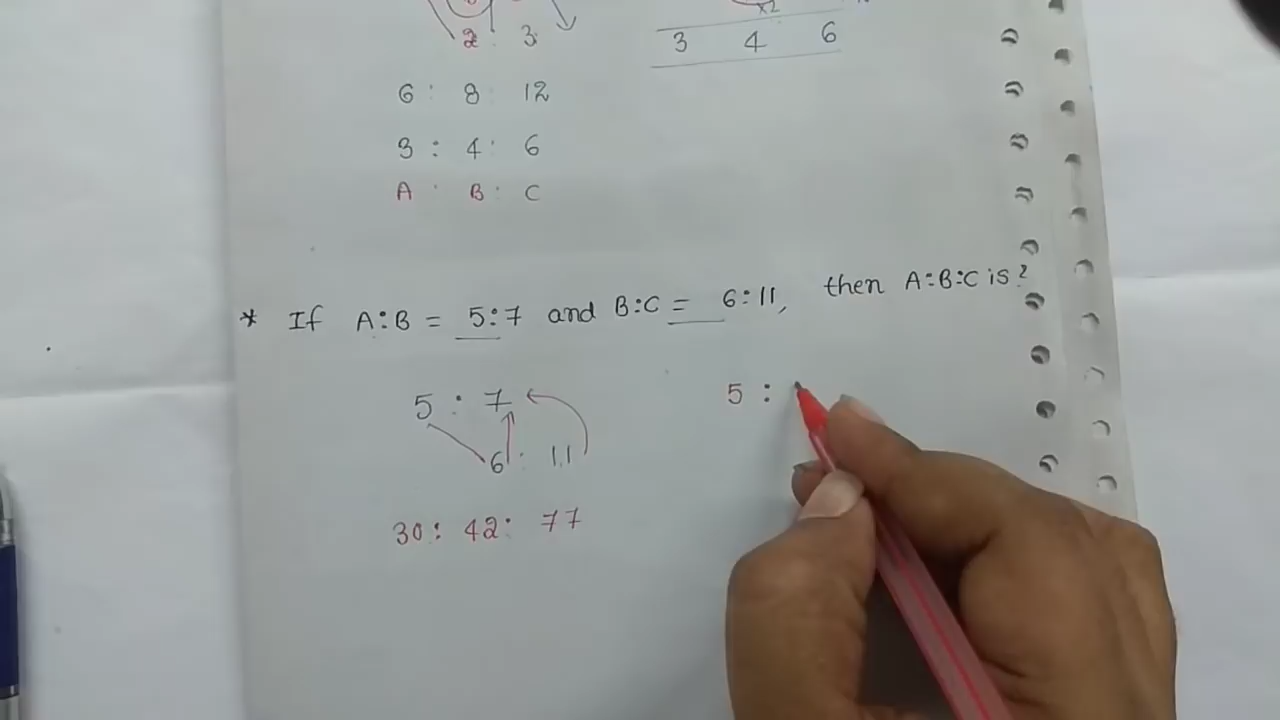 2 : 3
×2
3 4 6
6 : 8 : 12
3 : 4 : 6
A : B : C
* If A:B = 5:7 and B:C = 6:11, then A:B:C is?
5 : 7
6 : 11
30 : 42 : 77
5 :